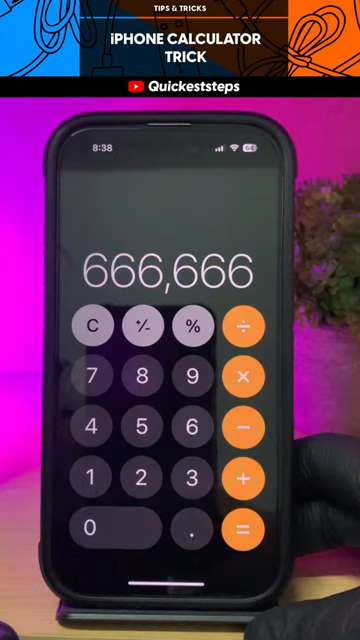 TIPS & TRICKS
iPHONE CALCULATOR
TRICK
Quickeststeps
8:38
64
666,666
C +/- % ÷
7 8 9 ×
4 5 6 −
1 2 3 +
0 . =